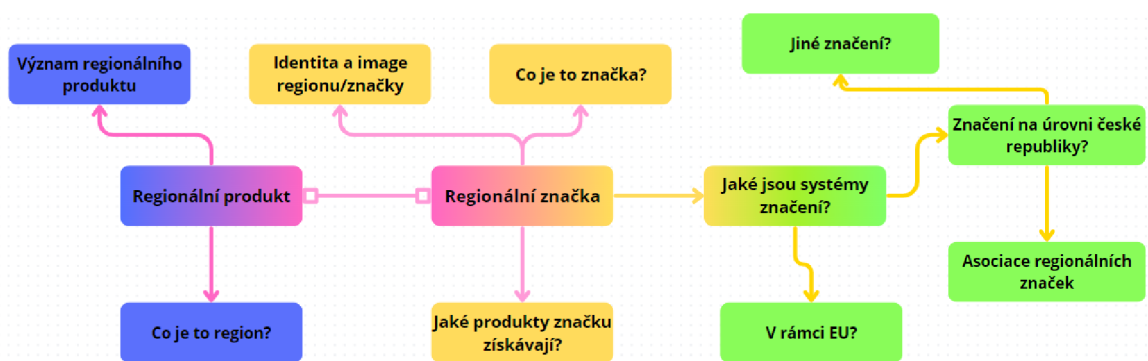 Význam regionálního
produktu
Identita a image
regionu/značky
Co je to značka?
Jiné značení?
Značení na úrovni české
republiky?
Regionální produkt
Regionální značka
Jaké jsou systémy
značení?
Asociace regionálních
značek
Co je to region?
Jaké produkty značku
získávají?
V rámci EU?